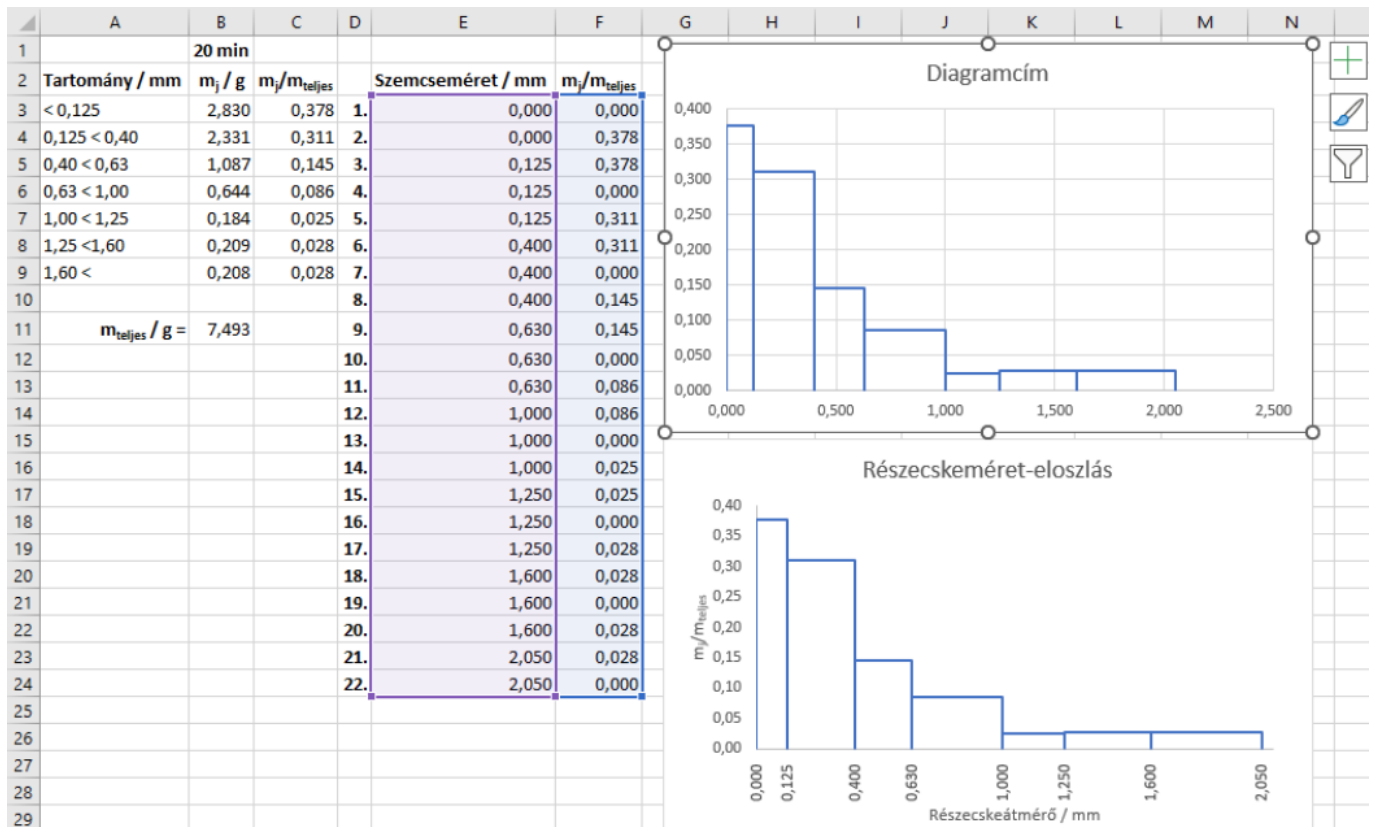 A B C D E F G H I J K L M N
1 20 min
2 Tartomány / mm mj / g mj/mteljes Szemcseméret / mm mj/mteljes
3 < 0,125 2,830 0,378 1. 0,000 0,000
4 0,125 < 0,40 2,331 0,311 2. 0,000 0,378
5 0,40 < 0,63 1,087 0,145 3. 0,125 0,378
6 0,63 < 1,00 0,644 0,086 4. 0,125 0,000
7 1,00 < 1,25 0,184 0,025 5. 0,125 0,311
8 1,25 <1,60 0,209 0,028 6. 0,400 0,311
9 1,60 < 0,208 0,028 7. 0,400 0,000
10 8. 0,400 0,145
11 mteljes / g = 7,493 9. 0,630 0,145
12 10. 0,630 0,000
13 11. 0,630 0,086
14 12. 1,000 0,086
15 13. 1,000 0,000
16 14. 1,000 0,025
17 15. 1,250 0,025
18 16. 1,250 0,000
19 17. 1,250 0,028
20 18. 1,600 0,028
21 19. 1,600 0,000
22 20. 1,600 0,028
23 21. 2,050 0,028
24 22. 2,050 0,000
25
26
27
28
29
Diagramcím
0,400
0,350
0,300
0,250
0,200
0,150
0,100
0,050
0,000
0,000 0,500 1,000 1,500 2,000 2,500
Részecskeméret-eloszlás
0,40
0,35
0,30
0,25
0,20
0,15
0,10
0,05
0,00
mj/mteljes
0,000 0,125 0,400 0,630 1,000 1,250 1,600 2,050
Részecskeátmérő / mm